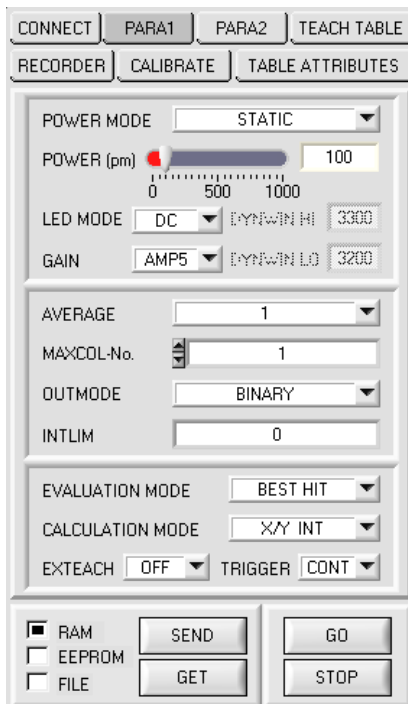 CONNECT PARA1 PARA2 TEACH TABLE
RECORDER CALIBRATE TABLE ATTRIBUTES
POWER MODE STATIC
POWER (pm) 100
0 500 1000
LED MODE DC DYNWIN HI 3300
GAIN AMP5 DYNWIN LO 3200
AVERAGE 1
MAXCOL-No. 1
OUTMODE BINARY
INTLIM 0
EVALUATION MODE BEST HIT
CALCULATION MODE X/Y INT
EXTEACH OFF TRIGGER CONT
RAM SEND GO
EEPROM
FILE GET STOP